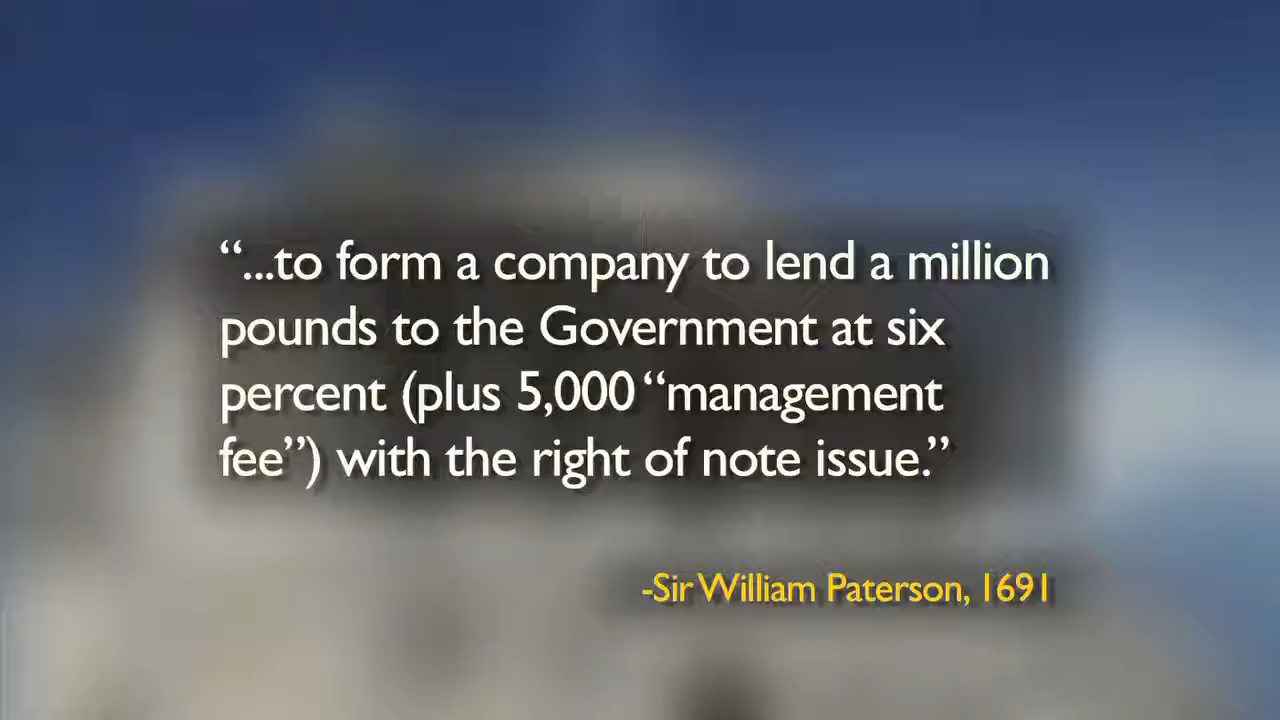 “...to form a company to lend a million
pounds to the Government at six
percent (plus 5,000 “management
fee”) with the right of note issue.”
-Sir William Paterson, 1691